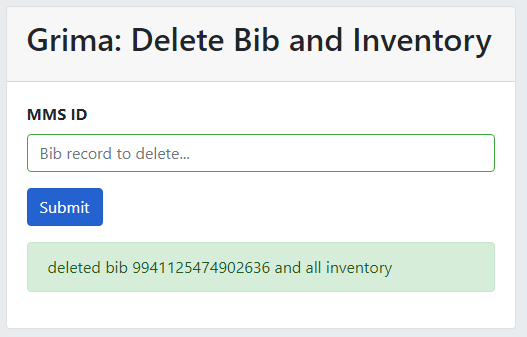 Grima: Delete Bib and Inventory
MMS ID
Bib record to delete...
Submit
deleted bib 9941125474902636 and all inventory